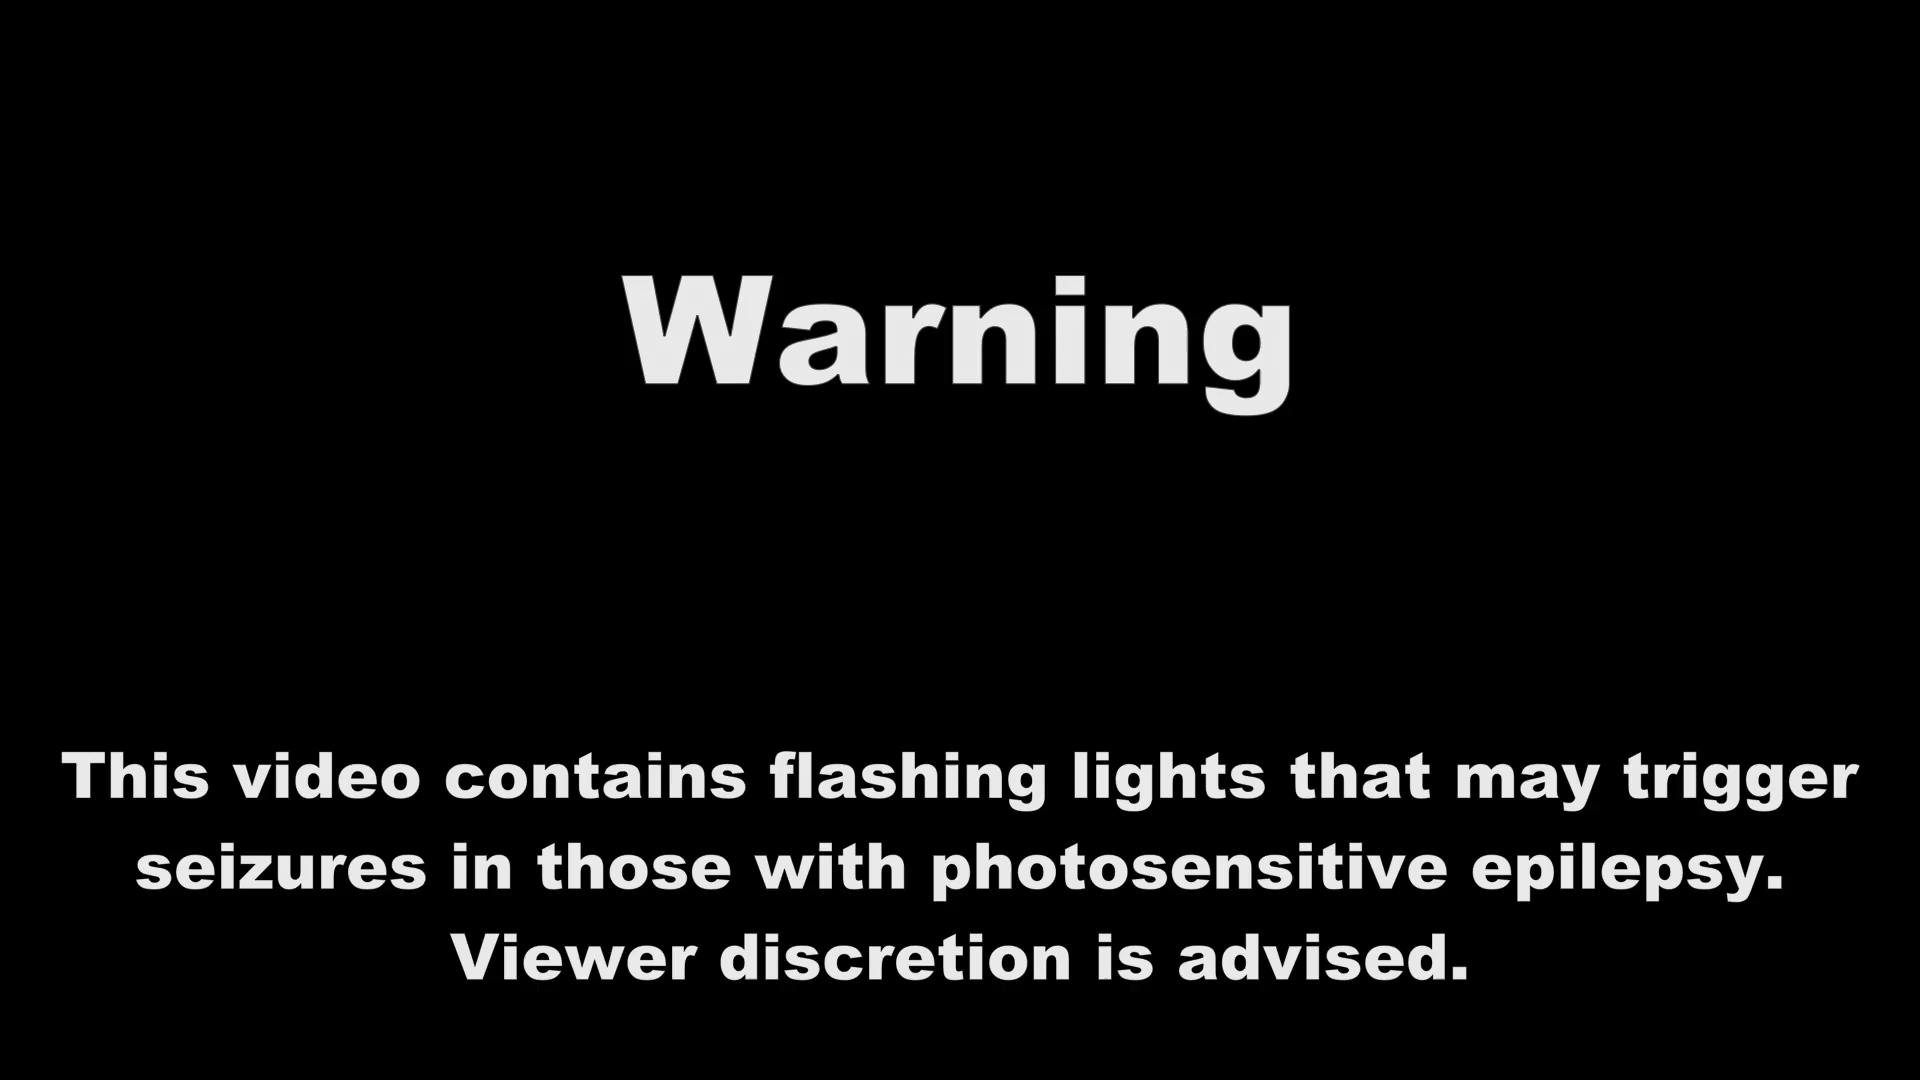 Warning
This video contains flashing lights that may trigger
seizures in those with photosensitive epilepsy.
Viewer discretion is advised.